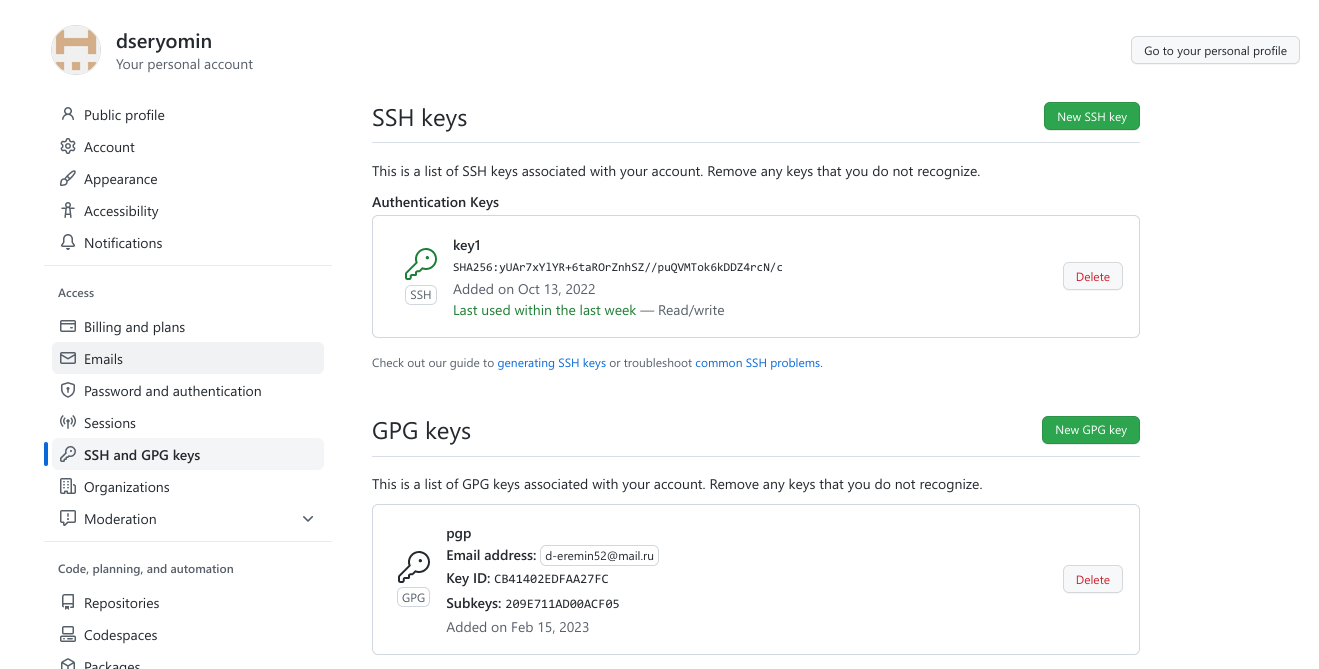 dseryomin
Your personal account
Go to your personal profile
Public profile
Account
Appearance
Accessibility
Notifications
Access
Billing and plans
Emails
Password and authentication
Sessions
SSH and GPG keys
Organizations
Moderation
Code, planning, and automation
Repositories
Codespaces
Packages
SSH keys
New SSH key
This is a list of SSH keys associated with your account. Remove any keys that you do not recognize.
Authentication Keys
key1
SHA256:yUAr7xYlYR+6taROrZnhSZ//puQVMTok6kDDZ4rcN/c
SSH
Added on Oct 13, 2022
Last used within the last week — Read/write
Delete
Check out our guide to generating SSH keys or troubleshoot common SSH problems.
GPG keys
New GPG key
This is a list of GPG keys associated with your account. Remove any keys that you do not recognize.
pgp
Email address: d-eremin52@mail.ru
Key ID: CB41402EDFAA27FC
GPG
Subkeys: 209E711AD00ACF05
Added on Feb 15, 2023
Delete